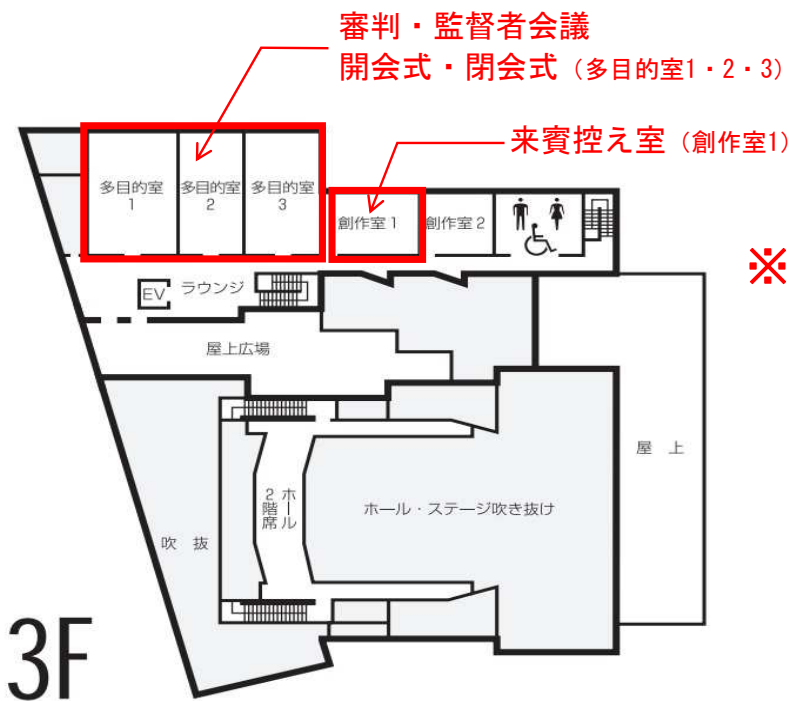 審判・監督者会議
開会式・閉会式（多目的室1・2・3）
来賓控え室（創作室1）
多目的室
1
多目的室
2
多目的室
3
創作室1
創作室2
※
EV
ラウンジ
屋上広場
屋上
ホール
2階席
ホール・ステージ吹き抜け
吹抜
3F